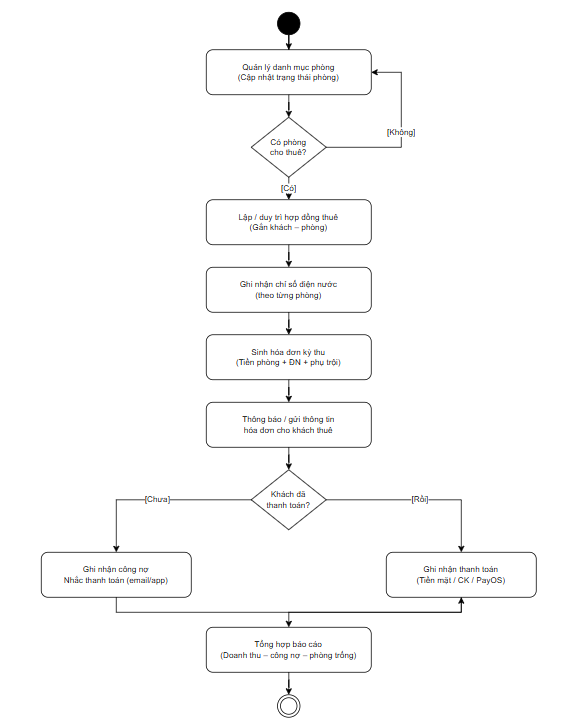 Quản lý danh mục phòng
(Cập nhật trạng thái phòng)
[Không]
Có phòng
cho thuê?
[Có]
Lập / duy trì hợp đồng thuê
(Gắn khách – phòng)
Ghi nhận chỉ số điện nước
(theo từng phòng)
Sinh hóa đơn kỳ thu
(Tiền phòng + ĐN + phụ trội)
Thông báo / gửi thông tin
hóa đơn cho khách thuê
Khách đã
thanh toán?
[Chưa]
[Rồi]
Ghi nhận công nợ
Nhắc thanh toán (email/app)
Ghi nhận thanh toán
(Tiền mặt / CK / PayOS)
Tổng hợp báo cáo
(Doanh thu – công nợ – phòng trống)